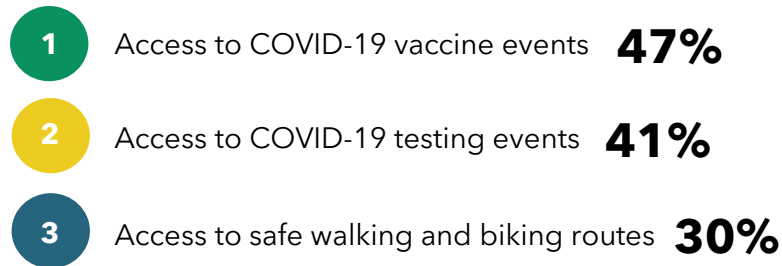 1 Access to COVID-19 vaccine events 47%
2 Access to COVID-19 testing events 41%
3 Access to safe walking and biking routes 30%